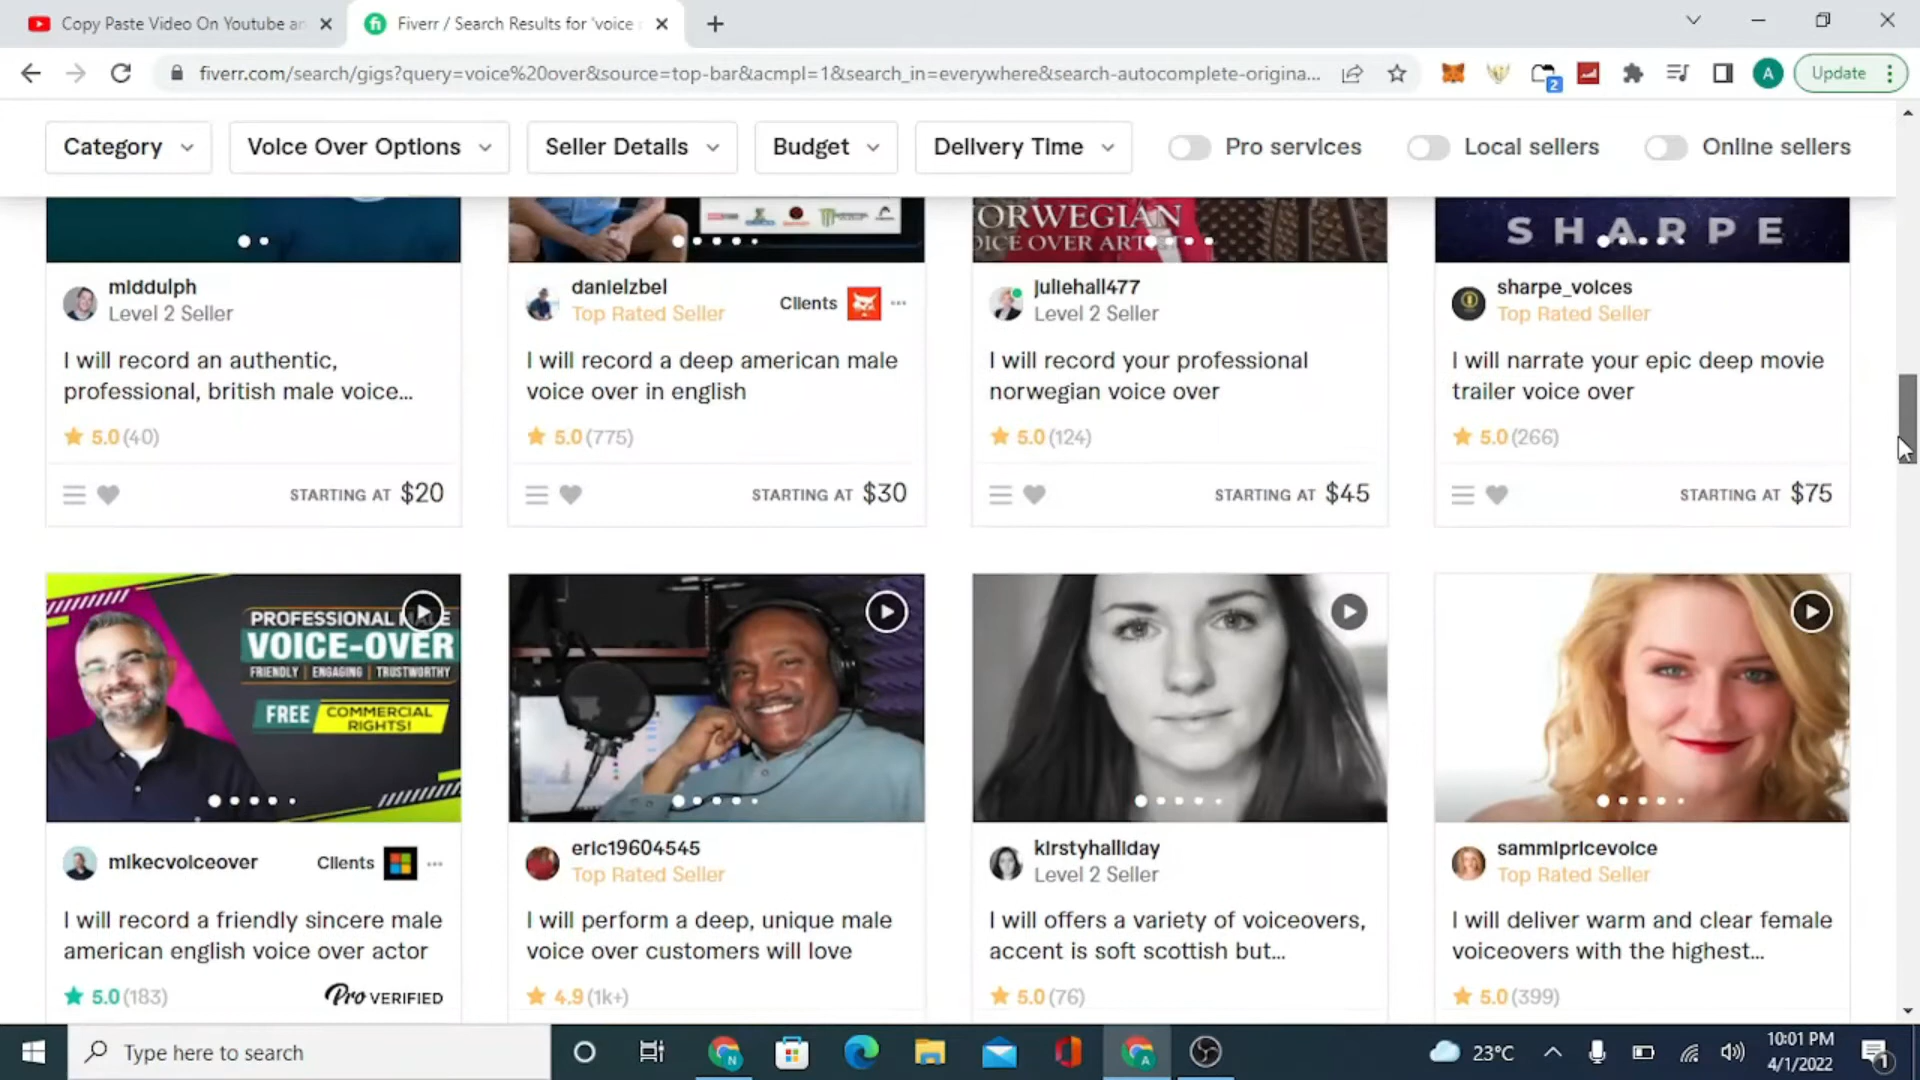 Copy Paste Video On Youtube an
Fiverr / Search Results for 'voice
fiverr.com/search/gigs?query=voice%20over&source=top-bar&acmpl=1&search_in=everywhere&search-autocomplete-origina...
2
A
Update
Category
Voice Over Options
Seller Details
Budget
Delivery Time
Pro services
Local sellers
Online sellers
ORWEGIAN
OICE OVER ART
SHARPE
middulph
Level 2 Seller
I will record an authentic,
professional, british male voice...
5.0 (40)
STARTING AT $20
danielzbel
Top Rated Seller
Clients
I will record a deep american male
voice over in english
5.0 (775)
STARTING AT $30
juliehall477
Level 2 Seller
I will record your professional
norwegian voice over
5.0 (124)
STARTING AT $45
sharpe_voices
Top Rated Seller
I will narrate your epic deep movie
trailer voice over
5.0 (266)
STARTING AT $75
PROFESSIONAL MALE
VOICE-OVER
FRIENDLY | ENGAGING | TRUSTWORTHY
FREE COMMERCIAL
RIGHTS!
mikecvoiceover
Clients
I will record a friendly sincere male
american english voice over actor
5.0 (183)
Pro VERIFIED
eric19604545
Top Rated Seller
I will perform a deep, unique male
voice over customers will love
4.9 (1k+)
kirstyhalliday
Level 2 Seller
I will offers a variety of voiceovers,
accent is soft scottish but...
5.0 (76)
sammipricevoice
Top Rated Seller
I will deliver warm and clear female
voiceovers with the highest...
5.0 (399)
Type here to search
N
A
23°C
10:01 PM
4/1/2022
1